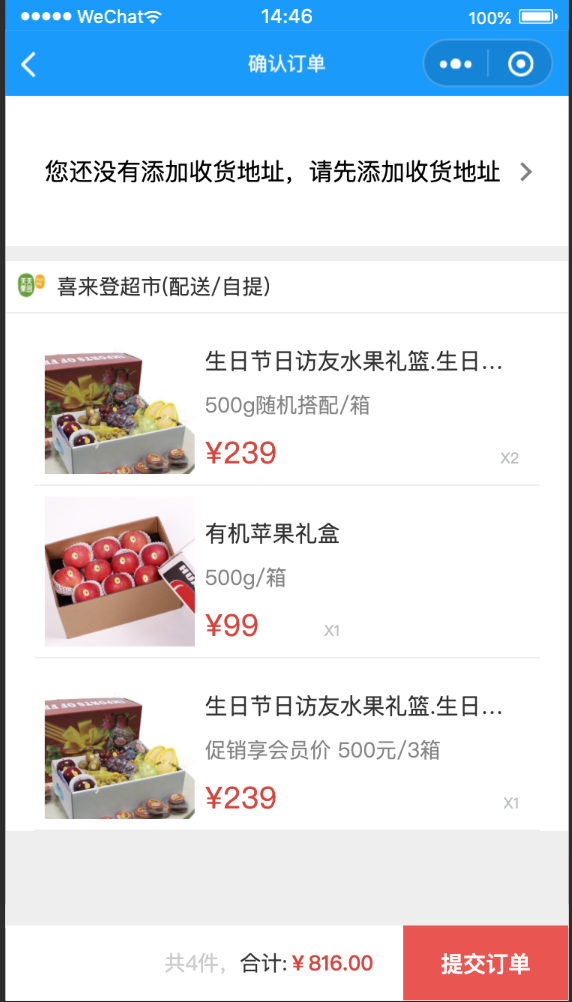 WeChat 14:46 100%
确认订单
您还没有添加收货地址，请先添加收货地址
喜来登超市(配送/自提)
生日节日访友水果礼篮.生日...
500g随机搭配/箱
¥239 X2
有机苹果礼盒
500g/箱
¥99 X1
生日节日访友水果礼篮.生日...
促销享会员价 500元/3箱
¥239 X1
共4件，合计:¥816.00 提交订单